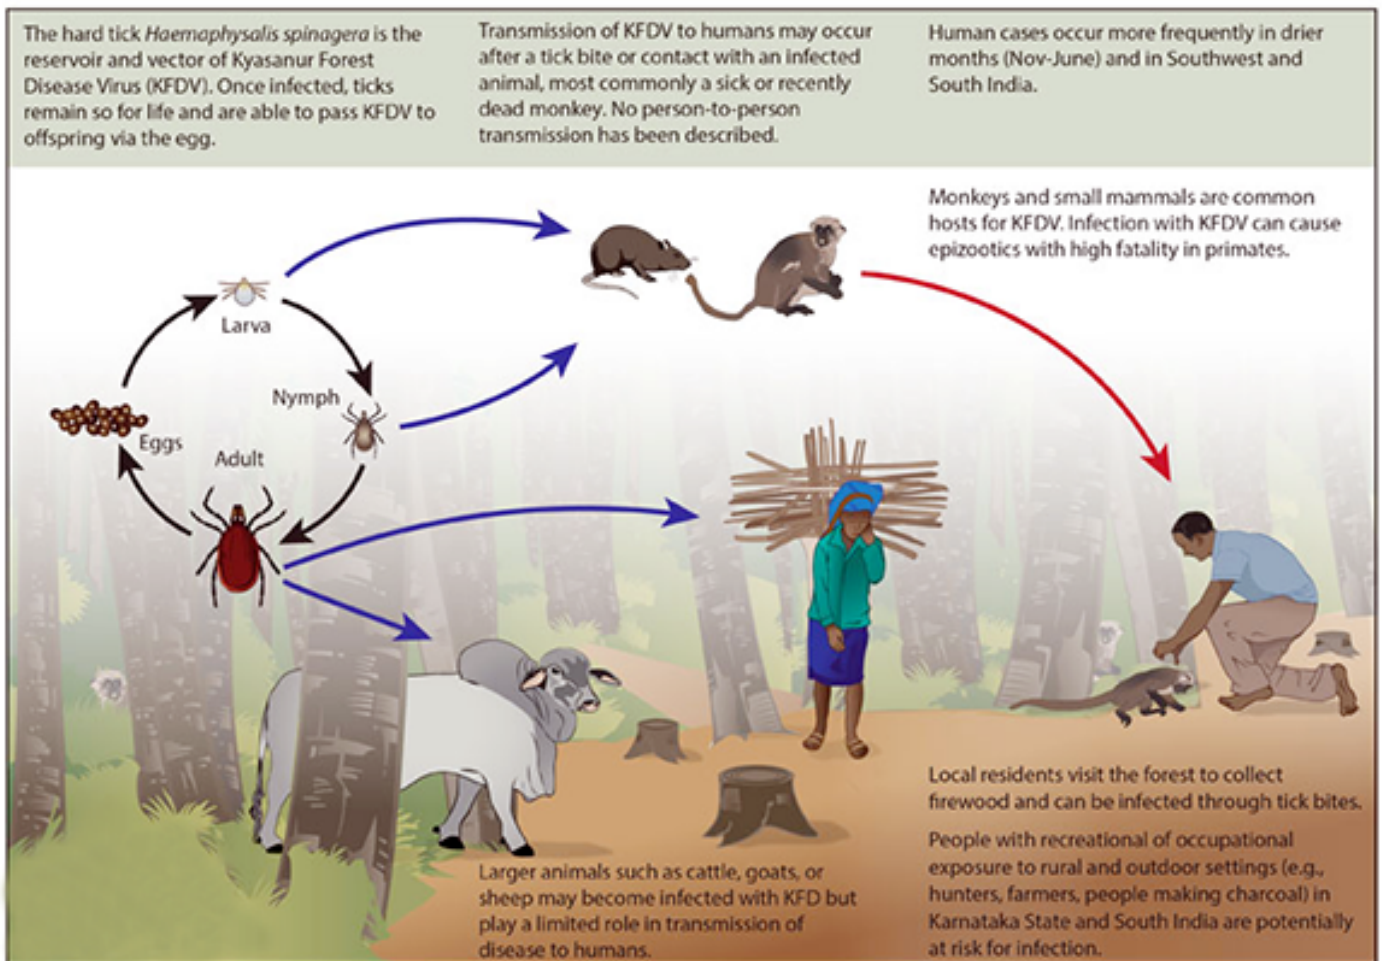 The hard tick Haemaphysalis spinagera is the
reservoir and vector of Kyasanur Forest
Disease Virus (KFDV). Once infected, ticks
remain so for life and are able to pass KFDV to
offspring via the egg.
Transmission of KFDV to humans may occur
after a tick bite or contact with an infected
animal, most commonly a sick or recently
dead monkey. No person-to-person
transmission has been described.
Human cases occur more frequently in drier
months (Nov-June) and in Southwest and
South India.
Monkeys and small mammals are common
hosts for KFDV. Infection with KFDV can cause
epizootics with high fatality in primates.
Larva
Nymph
Eggs
Adult
Local residents visit the forest to collect
firewood and can be infected through tick bites.
People with recreational of occupational
exposure to rural and outdoor settings (e.g.,
hunters, farmers, people making charcoal) in
Karnataka State and South India are potentially
at risk for infection.
Larger animals such as cattle, goats, or
sheep may become infected with KFD but
play a limited role in transmission of
disease to humans.